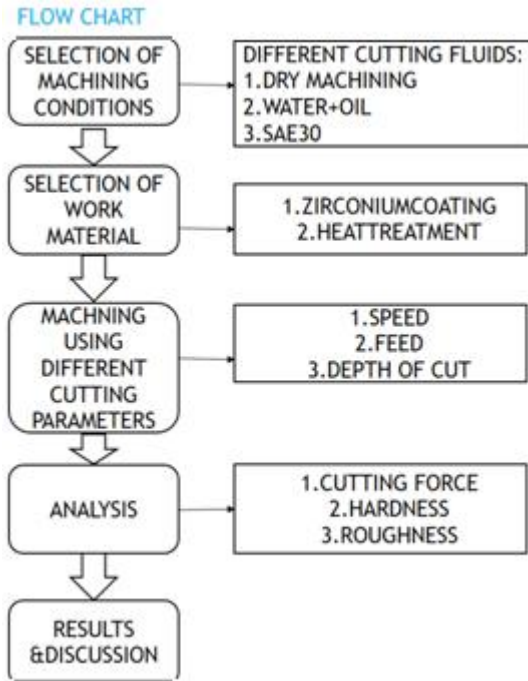 FLOW CHART
SELECTION OF
MACHINING
CONDITIONS
DIFFERENT CUTTING FLUIDS:
1.DRY MACHINING
2.WATER+OIL
3.SAE30
SELECTION OF
WORK
MATERIAL
1.ZIRCONIUMCOATING
2.HEATTREATMENT
MACHNING
USING
DIFFERENT
CUTTING
PARAMETERS
1.SPEED
2.FEED
3.DEPTH OF CUT
ANALYSIS
1.CUTTING FORCE
2.HARDNESS
3.ROUGHNESS
RESULTS
&DISCUSSION